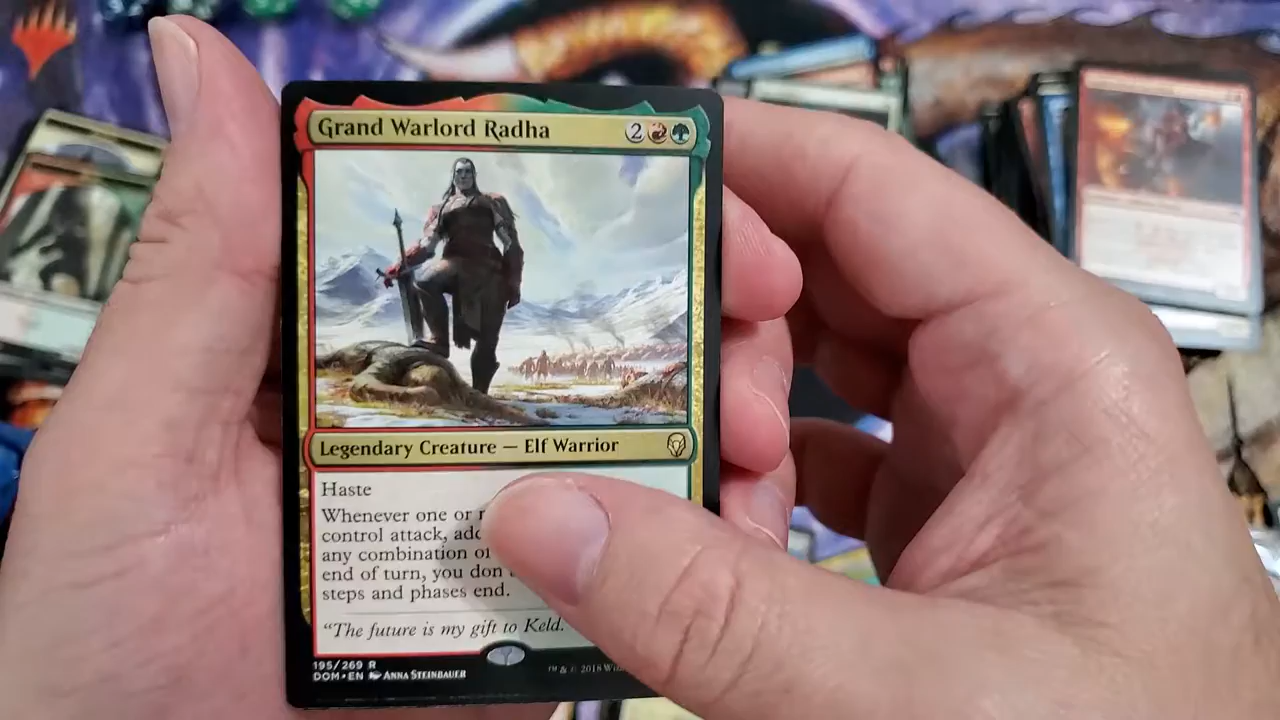 Grand Warlord Radha 2
Legendary Creature — Elf Warrior
Haste
Whenever one or
control attack, add
any combination of
end of turn, you don
steps and phases end.
"The future is my gift to Keld.
195/269 R
DOM • EN ANNA STEINBAUER
™ & © 2018